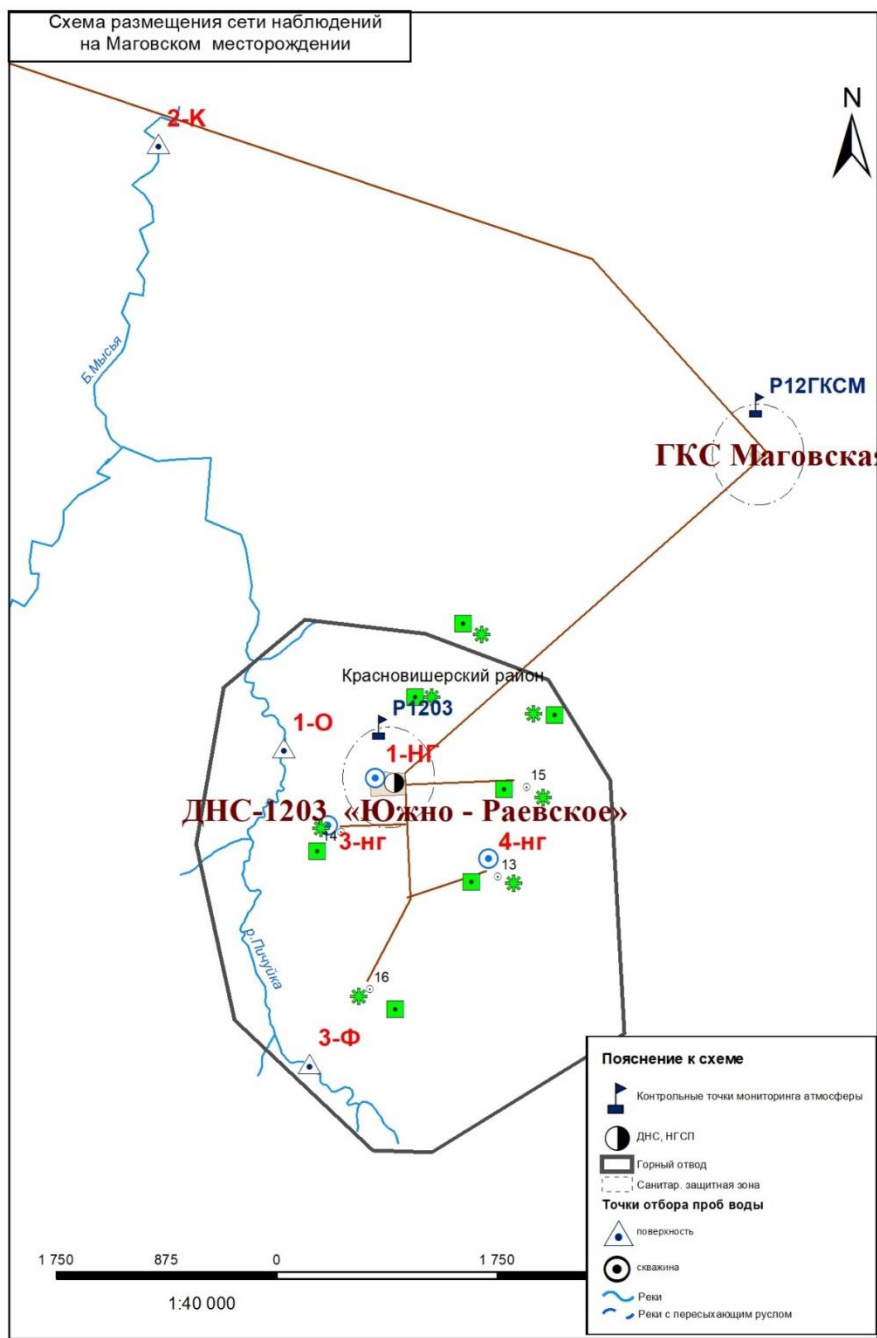 Схема размещения сети наблюдений
на Маговском месторождении
2-К
N
Б.Мысья
Р12ГКСМ
ГКС Маговская
Красновишерский район
Р1203
1-О
1-НГ
15
ДНС-1203 «Южно - Раевское»
14
3-нг
4-нг
13
р.Пичуйка
16
3-Ф
Пояснение к схеме
Контрольные точки мониторинга атмосферы
ДНС, НГСП
Горный отвод
Санитар. защитная зона
Точки отбора проб воды
поверхность
скважина
Реки
Реки с пересыхающим руслом
1 750 875 0 1 750
1:40 000